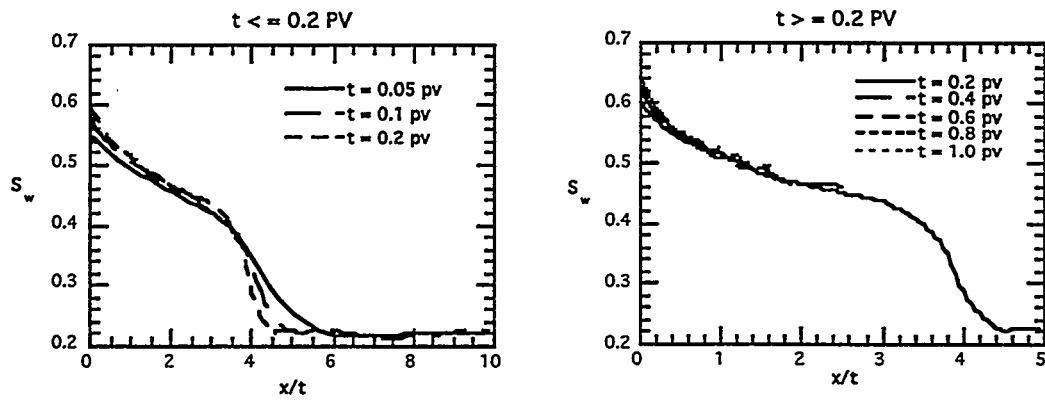 t < = 0.2 PV
0.7
0.6
0.5
0.4
0.3
0.2
S_w
t = 0.05 pv
t = 0.1 pv
t = 0.2 pv
0 2 4 6 8 10
x/t
t > = 0.2 PV
0.7
0.6
0.5
0.4
0.3
0.2
S_w
t = 0.2 pv
t = 0.4 pv
t = 0.6 pv
t = 0.8 pv
t = 1.0 pv
0 1 2 3 4 5
x/t